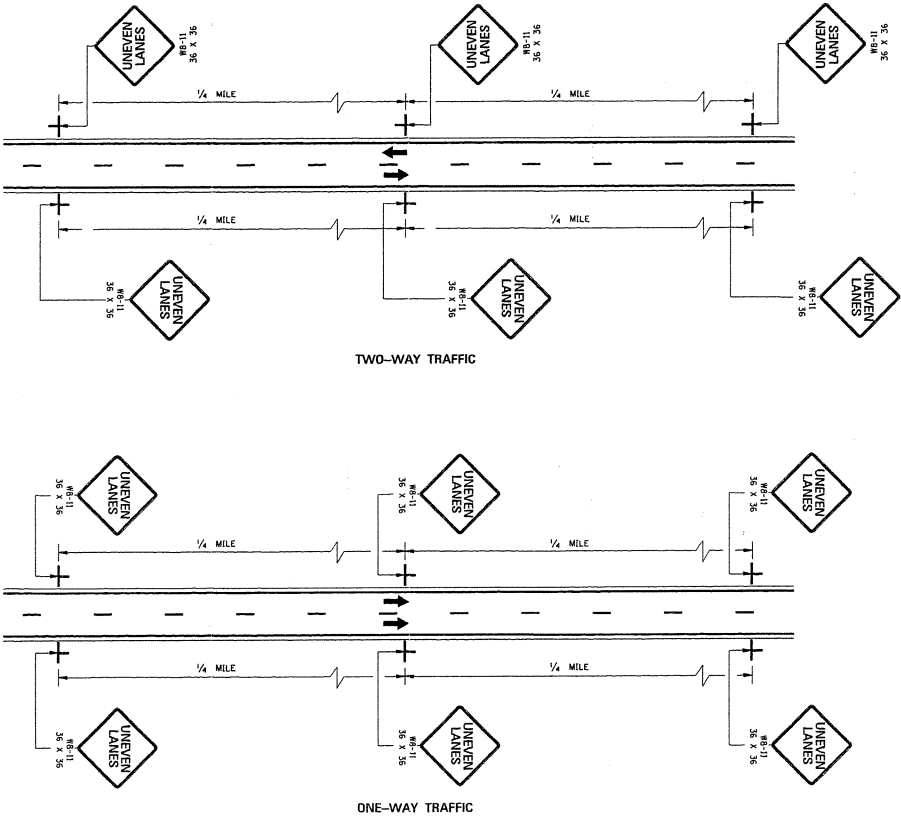 UNEVEN
LANES
W8-11
36 X 36
UNEVEN
LANES
W8-11
36 X 36
UNEVEN
LANES
W8-11
36 X 36
1/4 MILE
1/4 MILE
1/4 MILE
1/4 MILE
W8-11
36 X 36
UNEVEN
LANES
W8-11
36 X 36
UNEVEN
LANES
W8-11
36 X 36
UNEVEN
LANES
TWO-WAY TRAFFIC
W8-11
36 X 36
UNEVEN
LANES
W8-11
36 X 36
UNEVEN
LANES
W8-11
36 X 36
UNEVEN
LANES
1/4 MILE
1/4 MILE
1/4 MILE
1/4 MILE
W8-11
36 X 36
UNEVEN
LANES
W8-11
36 X 36
UNEVEN
LANES
W8-11
36 X 36
UNEVEN
LANES
ONE-WAY TRAFFIC